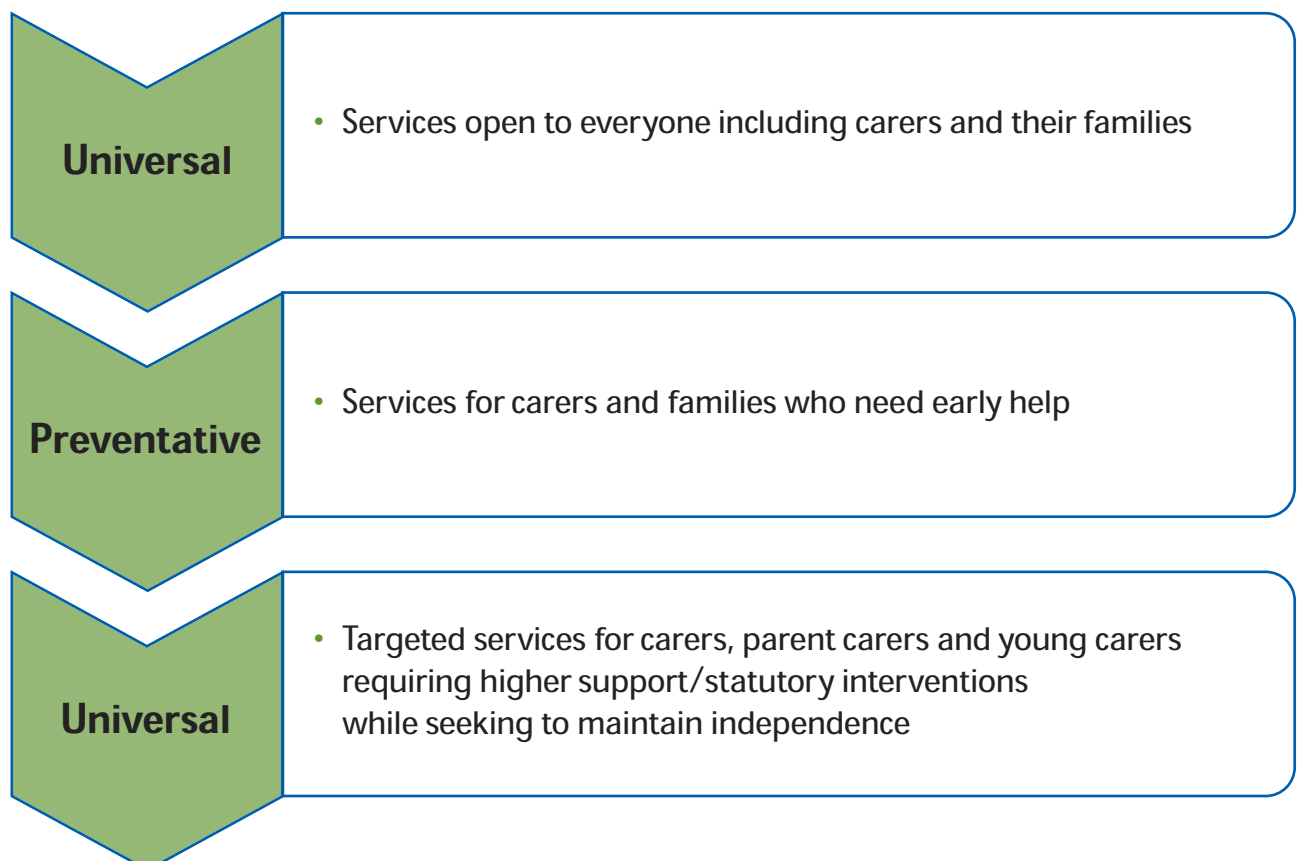 Universal
• Services open to everyone including carers and their families
Preventative
• Services for carers and families who need early help
Universal
• Targeted services for carers, parent carers and young carers
requiring higher support/statutory interventions
while seeking to maintain independence